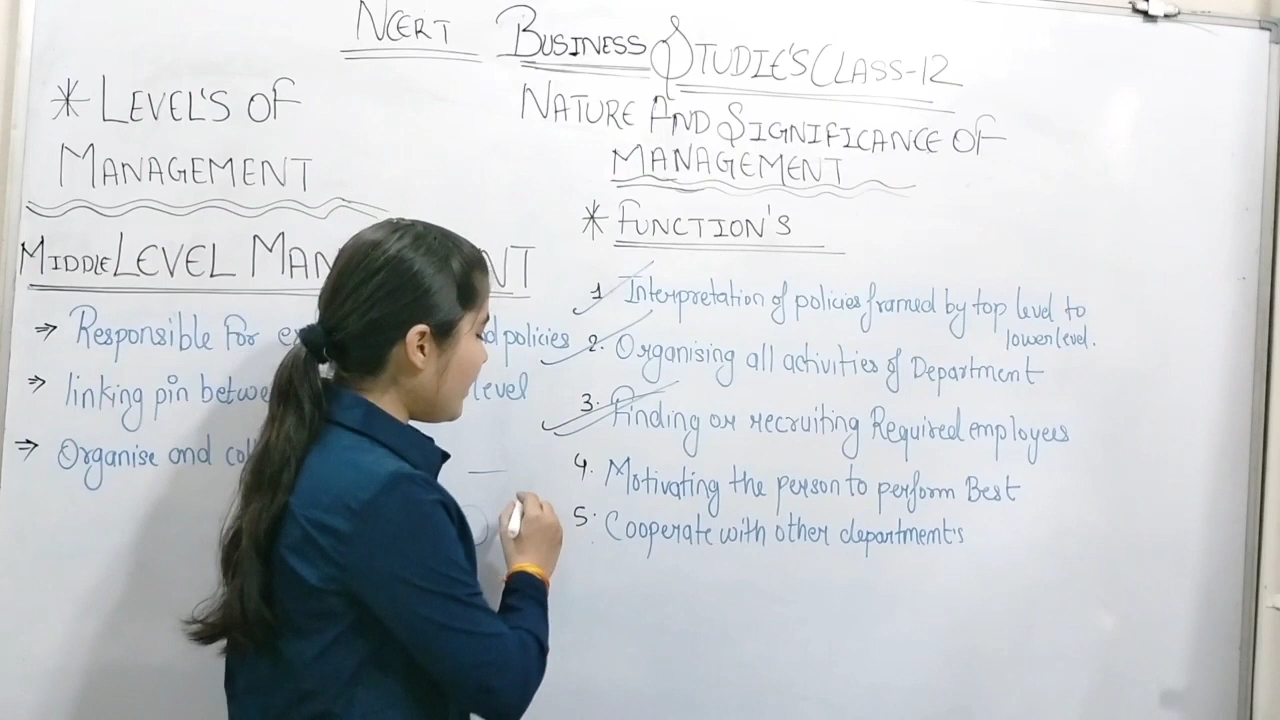 NCERT BUSINESS STUDIE'S CLASS-12
NATURE AND SIGNIFICANCE OF
MANAGEMENT
* LEVEL'S OF
MANAGEMENT
MIDDLE LEVEL MAN NT
⇒ Responsible for policies
⇒ linking pin level
⇒ Organise and
* FUNCTION'S
1 Interpretation of policies framed by top level to
lower level.
2. Organising all activities of Department
3. Finding or recruiting Required employees
4. Motivating the person to perform Best
5. Cooperate with other department's